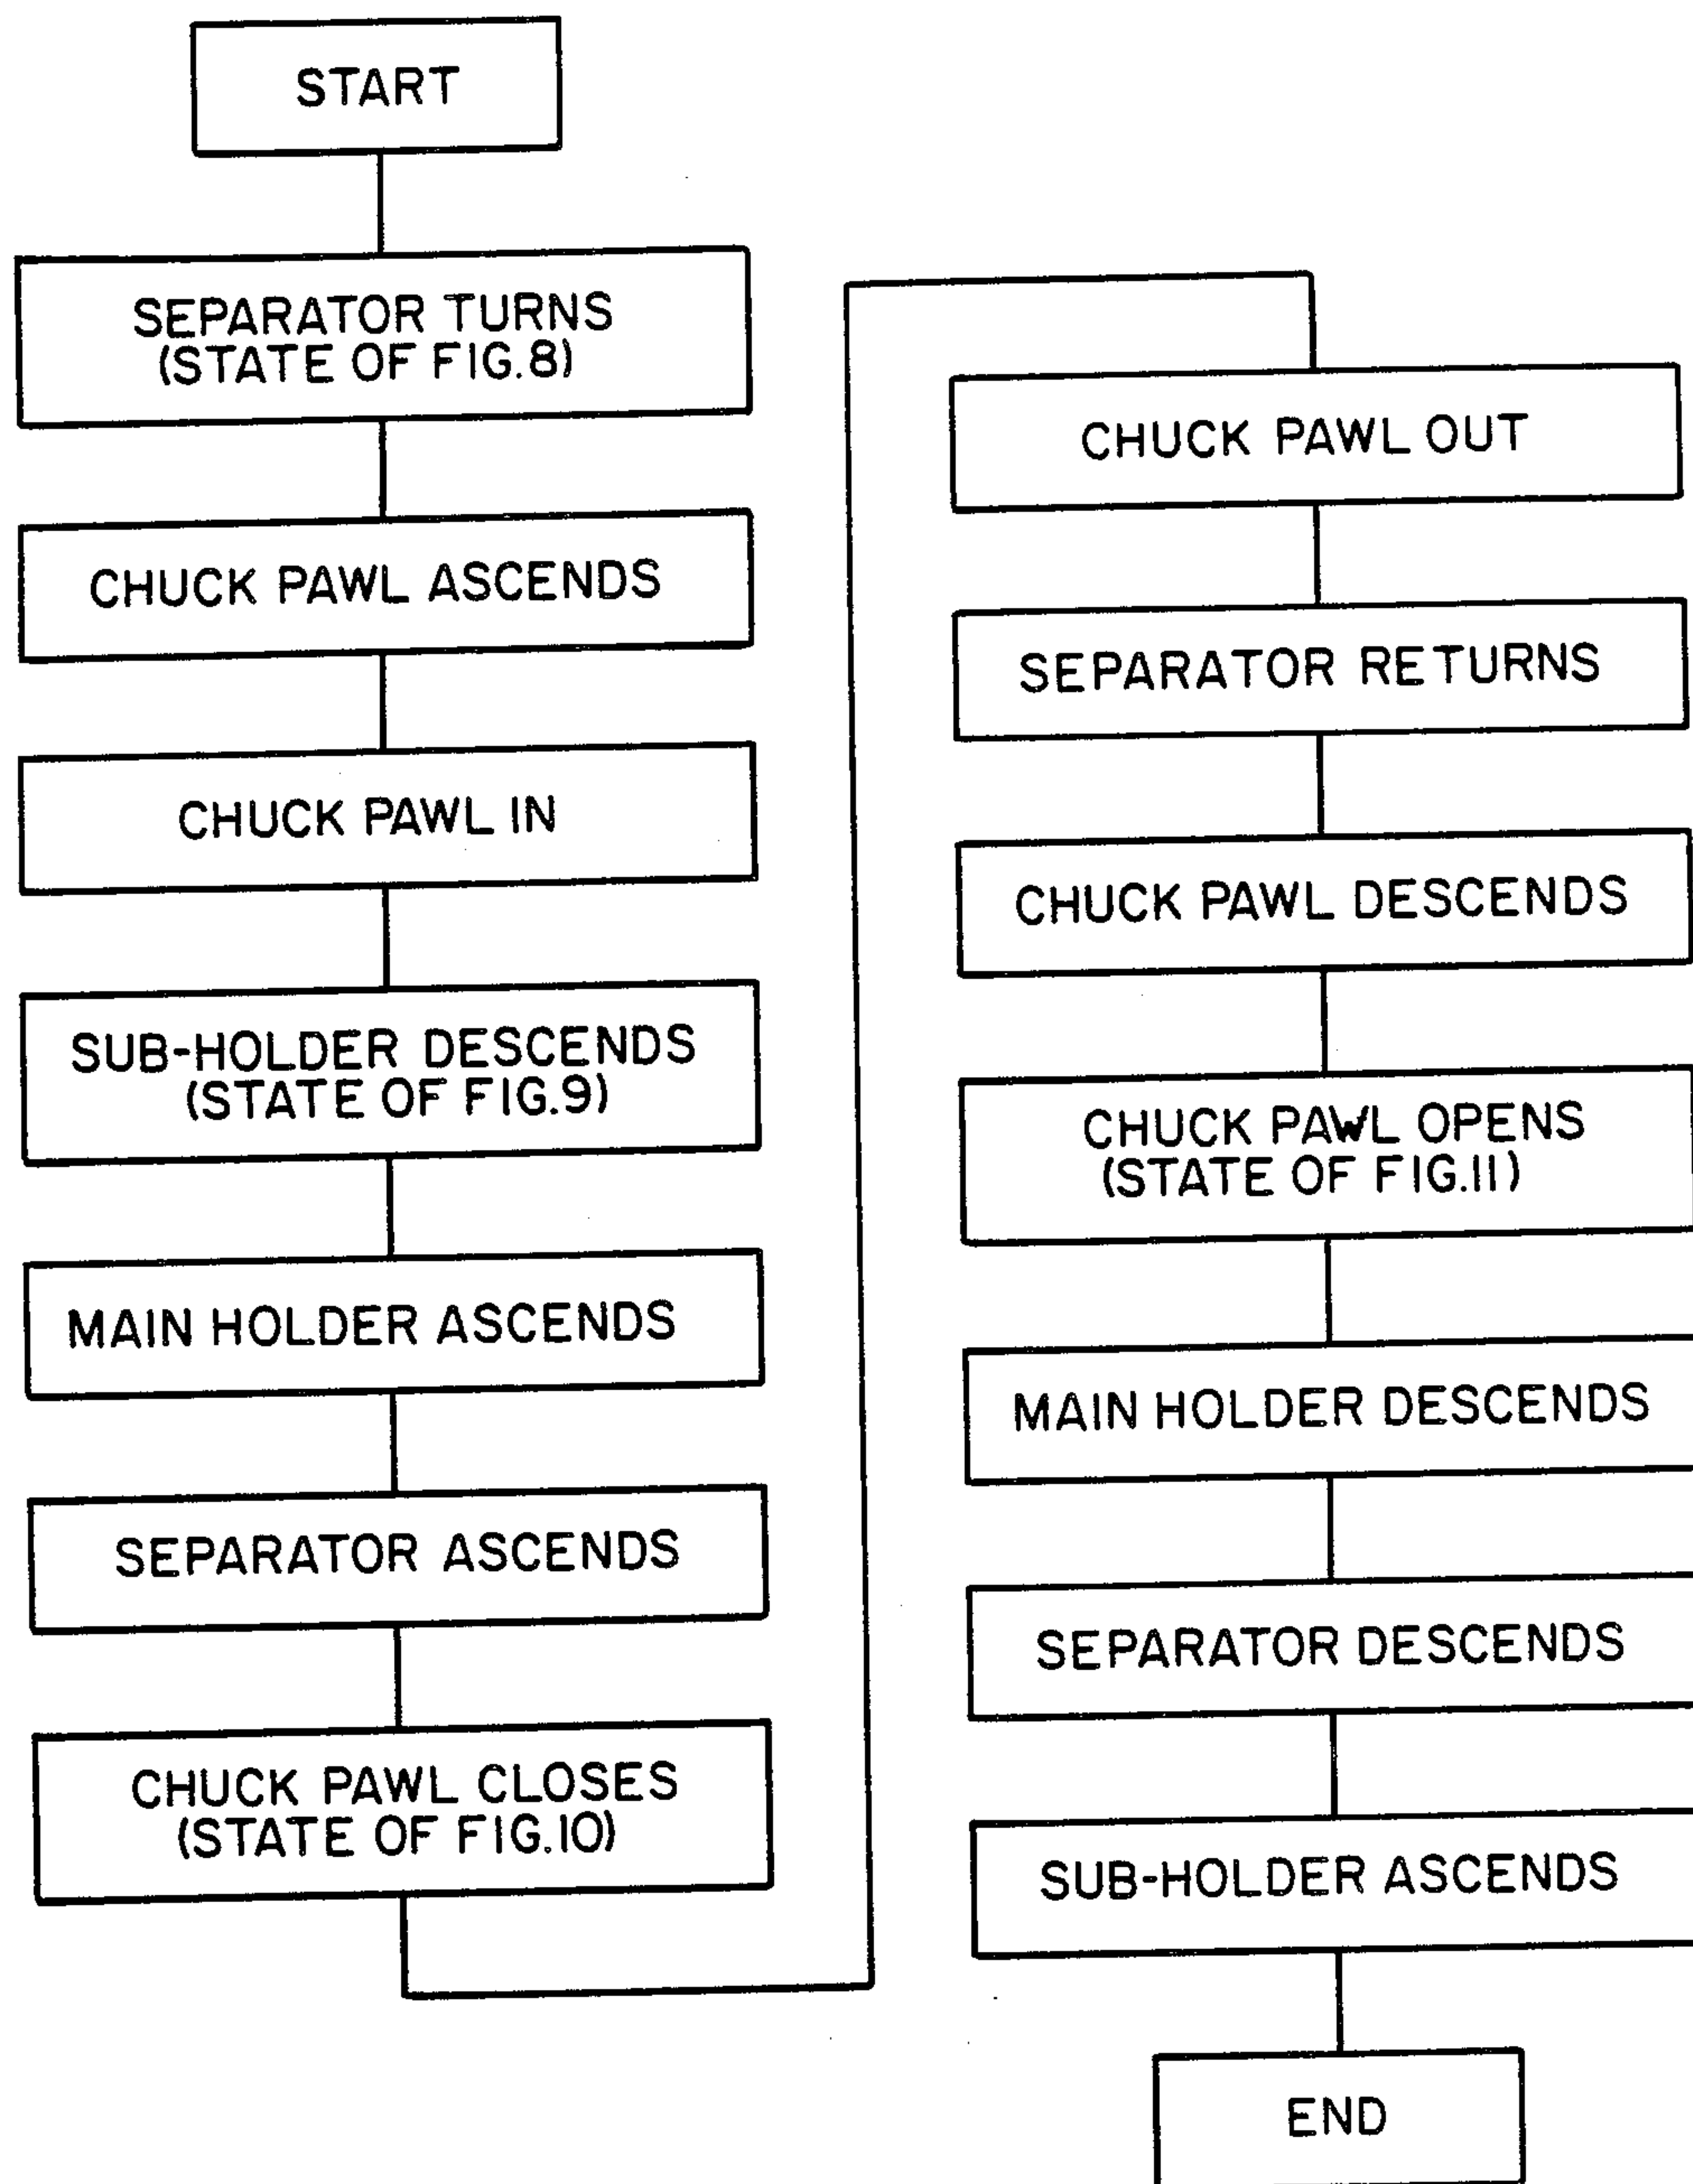 START
SEPARATOR TURNS
(STATE OF FIG.8)
CHUCK PAWL ASCENDS
CHUCK PAWL IN
SUB-HOLDER DESCENDS
(STATE OF FIG.9)
MAIN HOLDER ASCENDS
SEPARATOR ASCENDS
CHUCK PAWL CLOSES
(STATE OF FIG.10)
CHUCK PAWL OUT
SEPARATOR RETURNS
CHUCK PAWL DESCENDS
CHUCK PAWL OPENS
(STATE OF FIG.11)
MAIN HOLDER DESCENDS
SEPARATOR DESCENDS
SUB-HOLDER ASCENDS
END